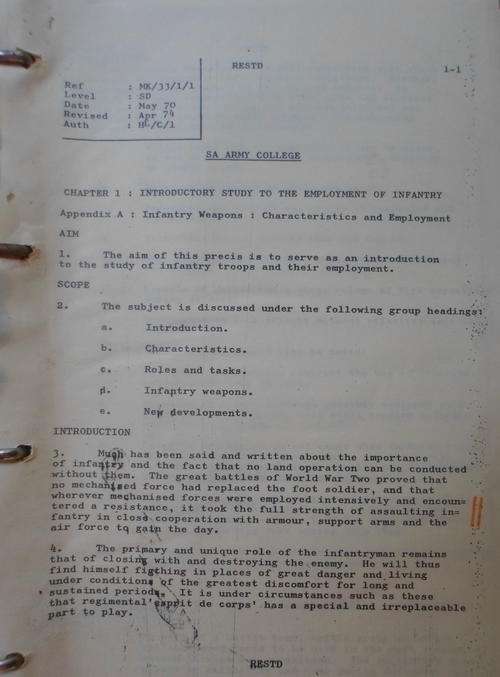 RESTD
1-1
Ref : MK/33/1/1
Level : SD
Date : May 70
Revised : Apr 74
Auth : /C/1
SA ARMY COLLEGE
CHAPTER 1 : INTRODUCTORY STUDY TO THE EMPLOYMENT OF INFANTRY
Appendix A : Infantry Weapons : Characteristics and Employment
AIM
1. The aim of this precis is to serve as an introduction
to the study of infantry troops and their employment.
SCOPE
2. The subject is discussed under the following group headings:
a. Introduction.
b. Characteristics.
c. Roles and tasks.
d. Infantry weapons.
e. New developments.
INTRODUCTION
3. Much has been said and written about the importance
of infantry and the fact that no land operation can be conducted
without them. The great battles of World War Two proved that
no mechanised force had replaced the foot soldier, and that
wherever mechanised forces were employed intensively and encoun=
tered a resistance, it took the full strength of assaulting in=
fantry in close cooperation with armour, support arms and the
air force to gain the day.
4. The primary and unique role of the infantryman remains
that of closing with and destroying the enemy. He will thus
find himself fighting in places of great danger and living
under conditions of the greatest discomfort for long and
sustained periods. It is under circumstances such as these
that regimental 'esprit de corps' has a special and irreplaceable
part to play.
RESTD